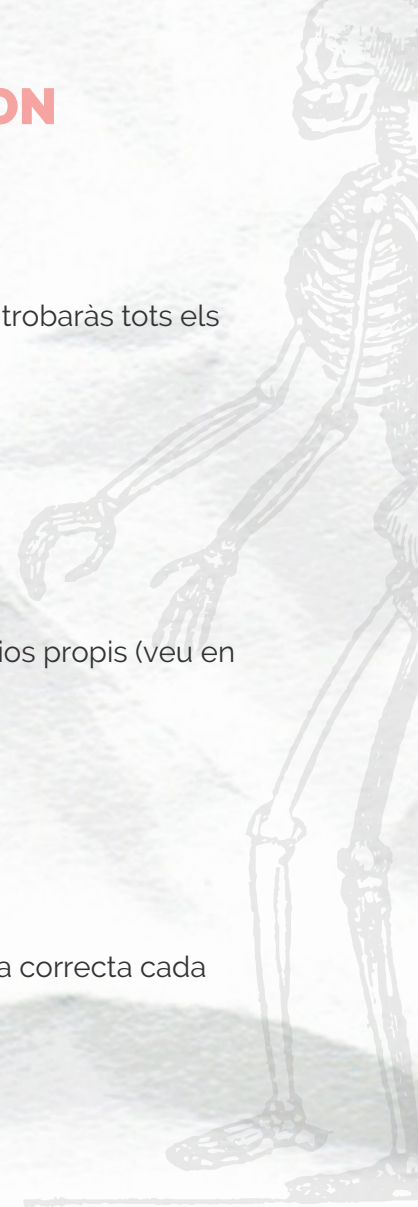 ON
trobaràs tots els
ios propis (veu en
a correcta cada